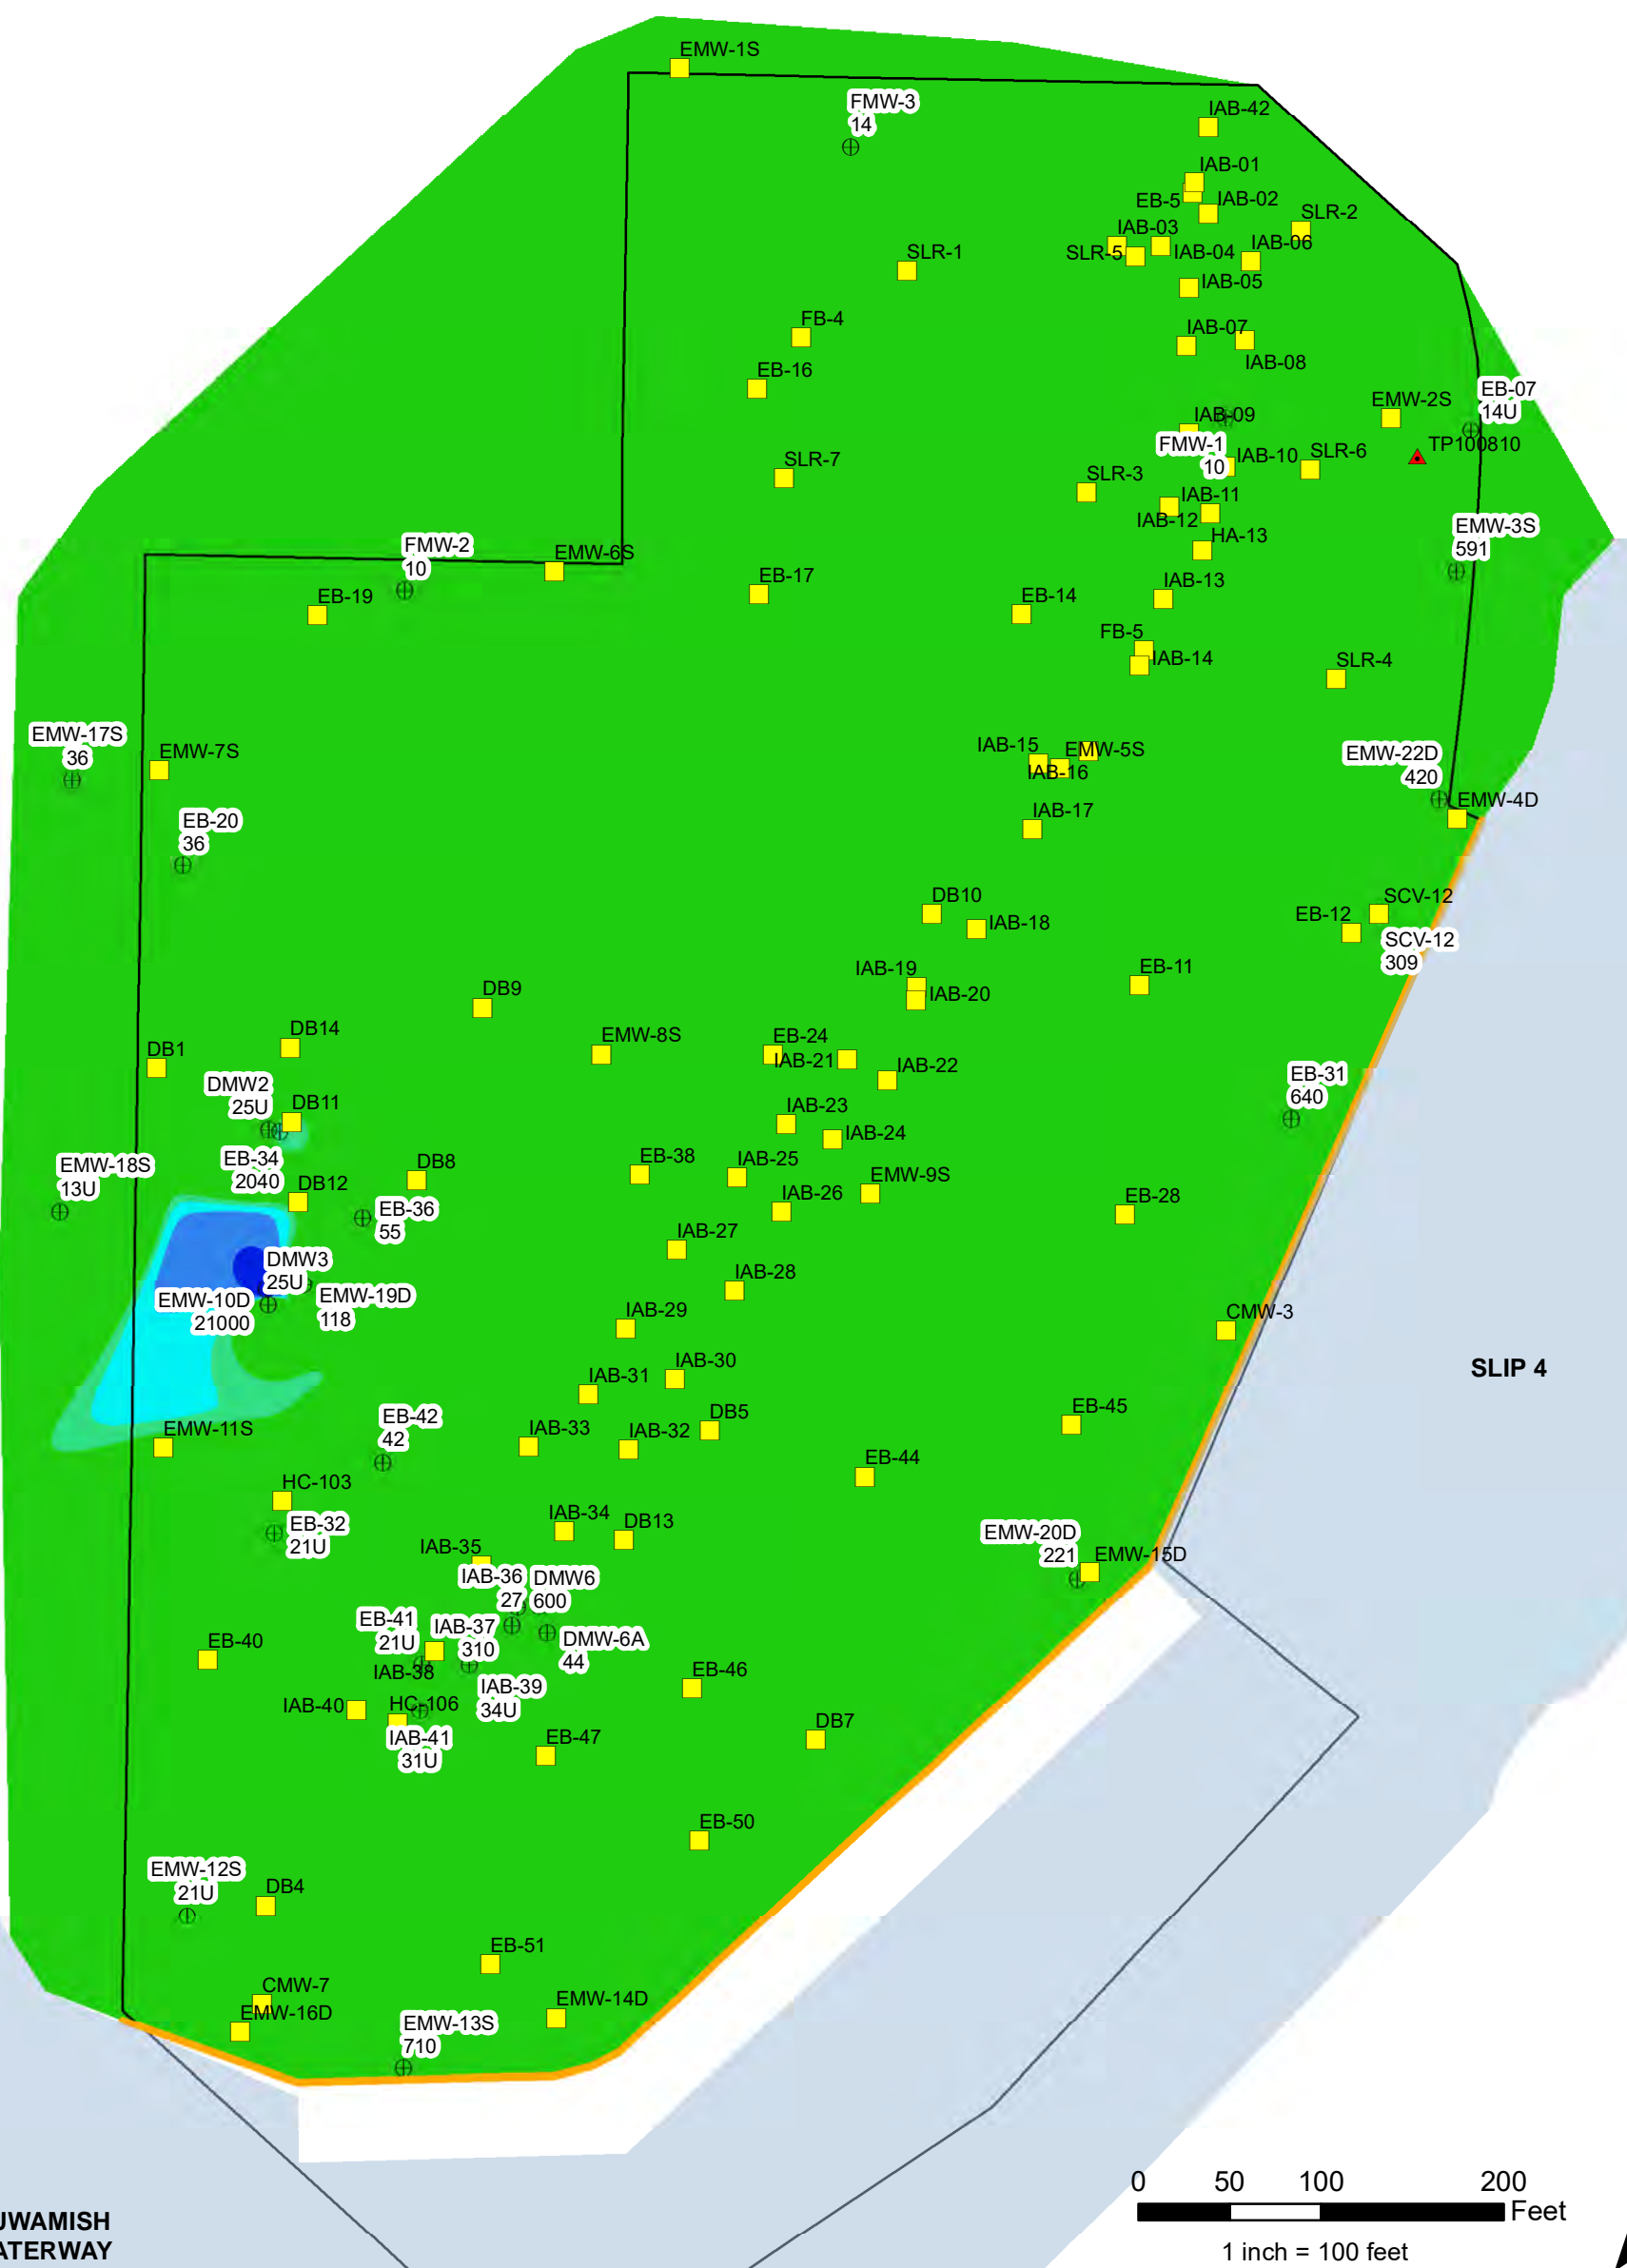 EMW-1S
FMW-3
14
IAB-42
IAB-01
EB-5
IAB-02
SLR-2
IAB-03
IAB-04
IAB-06
SLR-5
SLR-1
IAB-05
FB-4
IAB-07
IAB-08
EB-16
EB-07
14U
EMW-2S
IAB-09
TP100810
FMW-1
10
IAB-10
SLR-6
SLR-7
SLR-3
IAB-11
IAB-12
HA-13
EMW-3S
591
FMW-2
10
EMW-6S
EB-17
IAB-13
EB-19
EB-14
FB-5
IAB-14
SLR-4
EMW-17S
36
EMW-7S
IAB-15
EMW-5S
IAB-16
EMW-22D
420
EMW-4D
EB-20
36
IAB-17
DB10
IAB-18
SCV-12
EB-12
SCV-12
309
IAB-19
IAB-20
EB-11
DB9
DB14
EMW-8S
EB-24
IAB-21
IAB-22
DB1
DMW2
25U
DB11
EB-31
640
IAB-23
IAB-24
EB-34
2040
EMW-18S
13U
DB8
EB-38
IAB-25
EMW-9S
DB12
EB-36
55
IAB-26
EB-28
IAB-27
DMW3
25U
IAB-28
EMW-10D
21000
EMW-19D
118
IAB-29
CMW-3
IAB-30
IAB-31
SLIP 4
EB-42
42
EMW-11S
IAB-33
IAB-32
DB5
EB-45
EB-44
HC-103
EB-32
21U
IAB-34
DB13
IAB-35
EMW-20D
221
EMW-15D
IAB-36
27
DMW6
600
EB-41
21U
IAB-37
310
DMW-6A
44
EB-40
IAB-38
IAB-39
34U
EB-46
IAB-40
HC-106
IAB-41
31U
EB-47
DB7
EB-50
EMW-12S
21U
DB4
EB-51
CMW-7
EMW-16D
EMW-14D
EMW-13S
710
0 50 100 200
Feet
1 inch = 100 feet
UWAMISH
ATERWAY